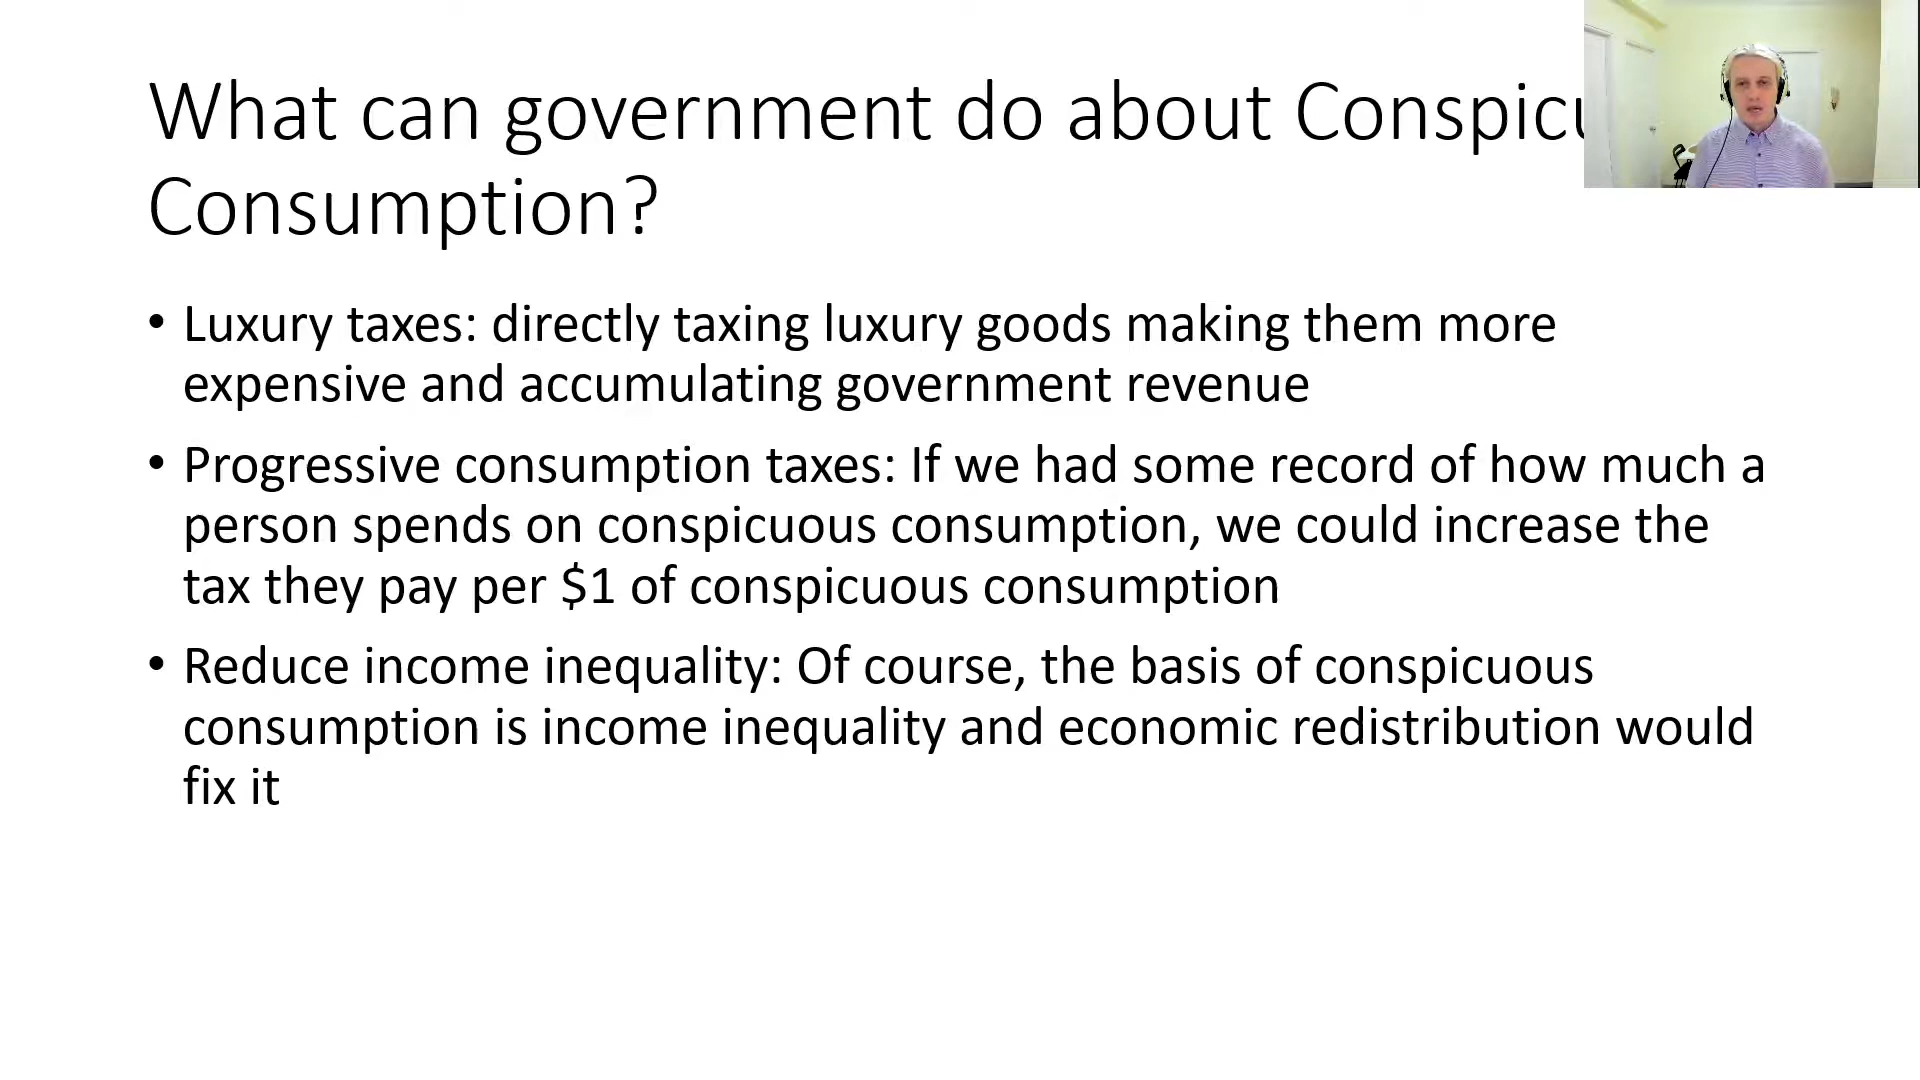 What can government do about Conspicu
Consumption?
• Luxury taxes: directly taxing luxury goods making them more
expensive and accumulating government revenue
• Progressive consumption taxes: If we had some record of how much a
person spends on conspicuous consumption, we could increase the
tax they pay per $1 of conspicuous consumption
• Reduce income inequality: Of course, the basis of conspicuous
consumption is income inequality and economic redistribution would
fix it